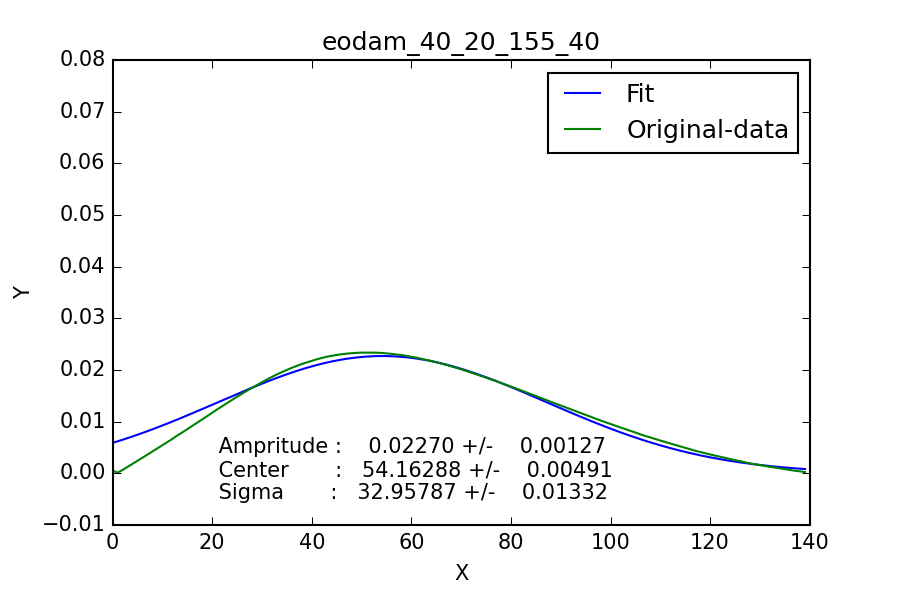 eodam_40_20_155_40
0.08
0.07
0.06
0.05
0.04
0.03
0.02
0.01
0.00
−0.01
Y
Fit
Original-data
Ampritude : 0.02270 +/- 0.00127
Center : 54.16288 +/- 0.00491
Sigma : 32.95787 +/- 0.01332
0 20 40 60 80 100 120 140
X